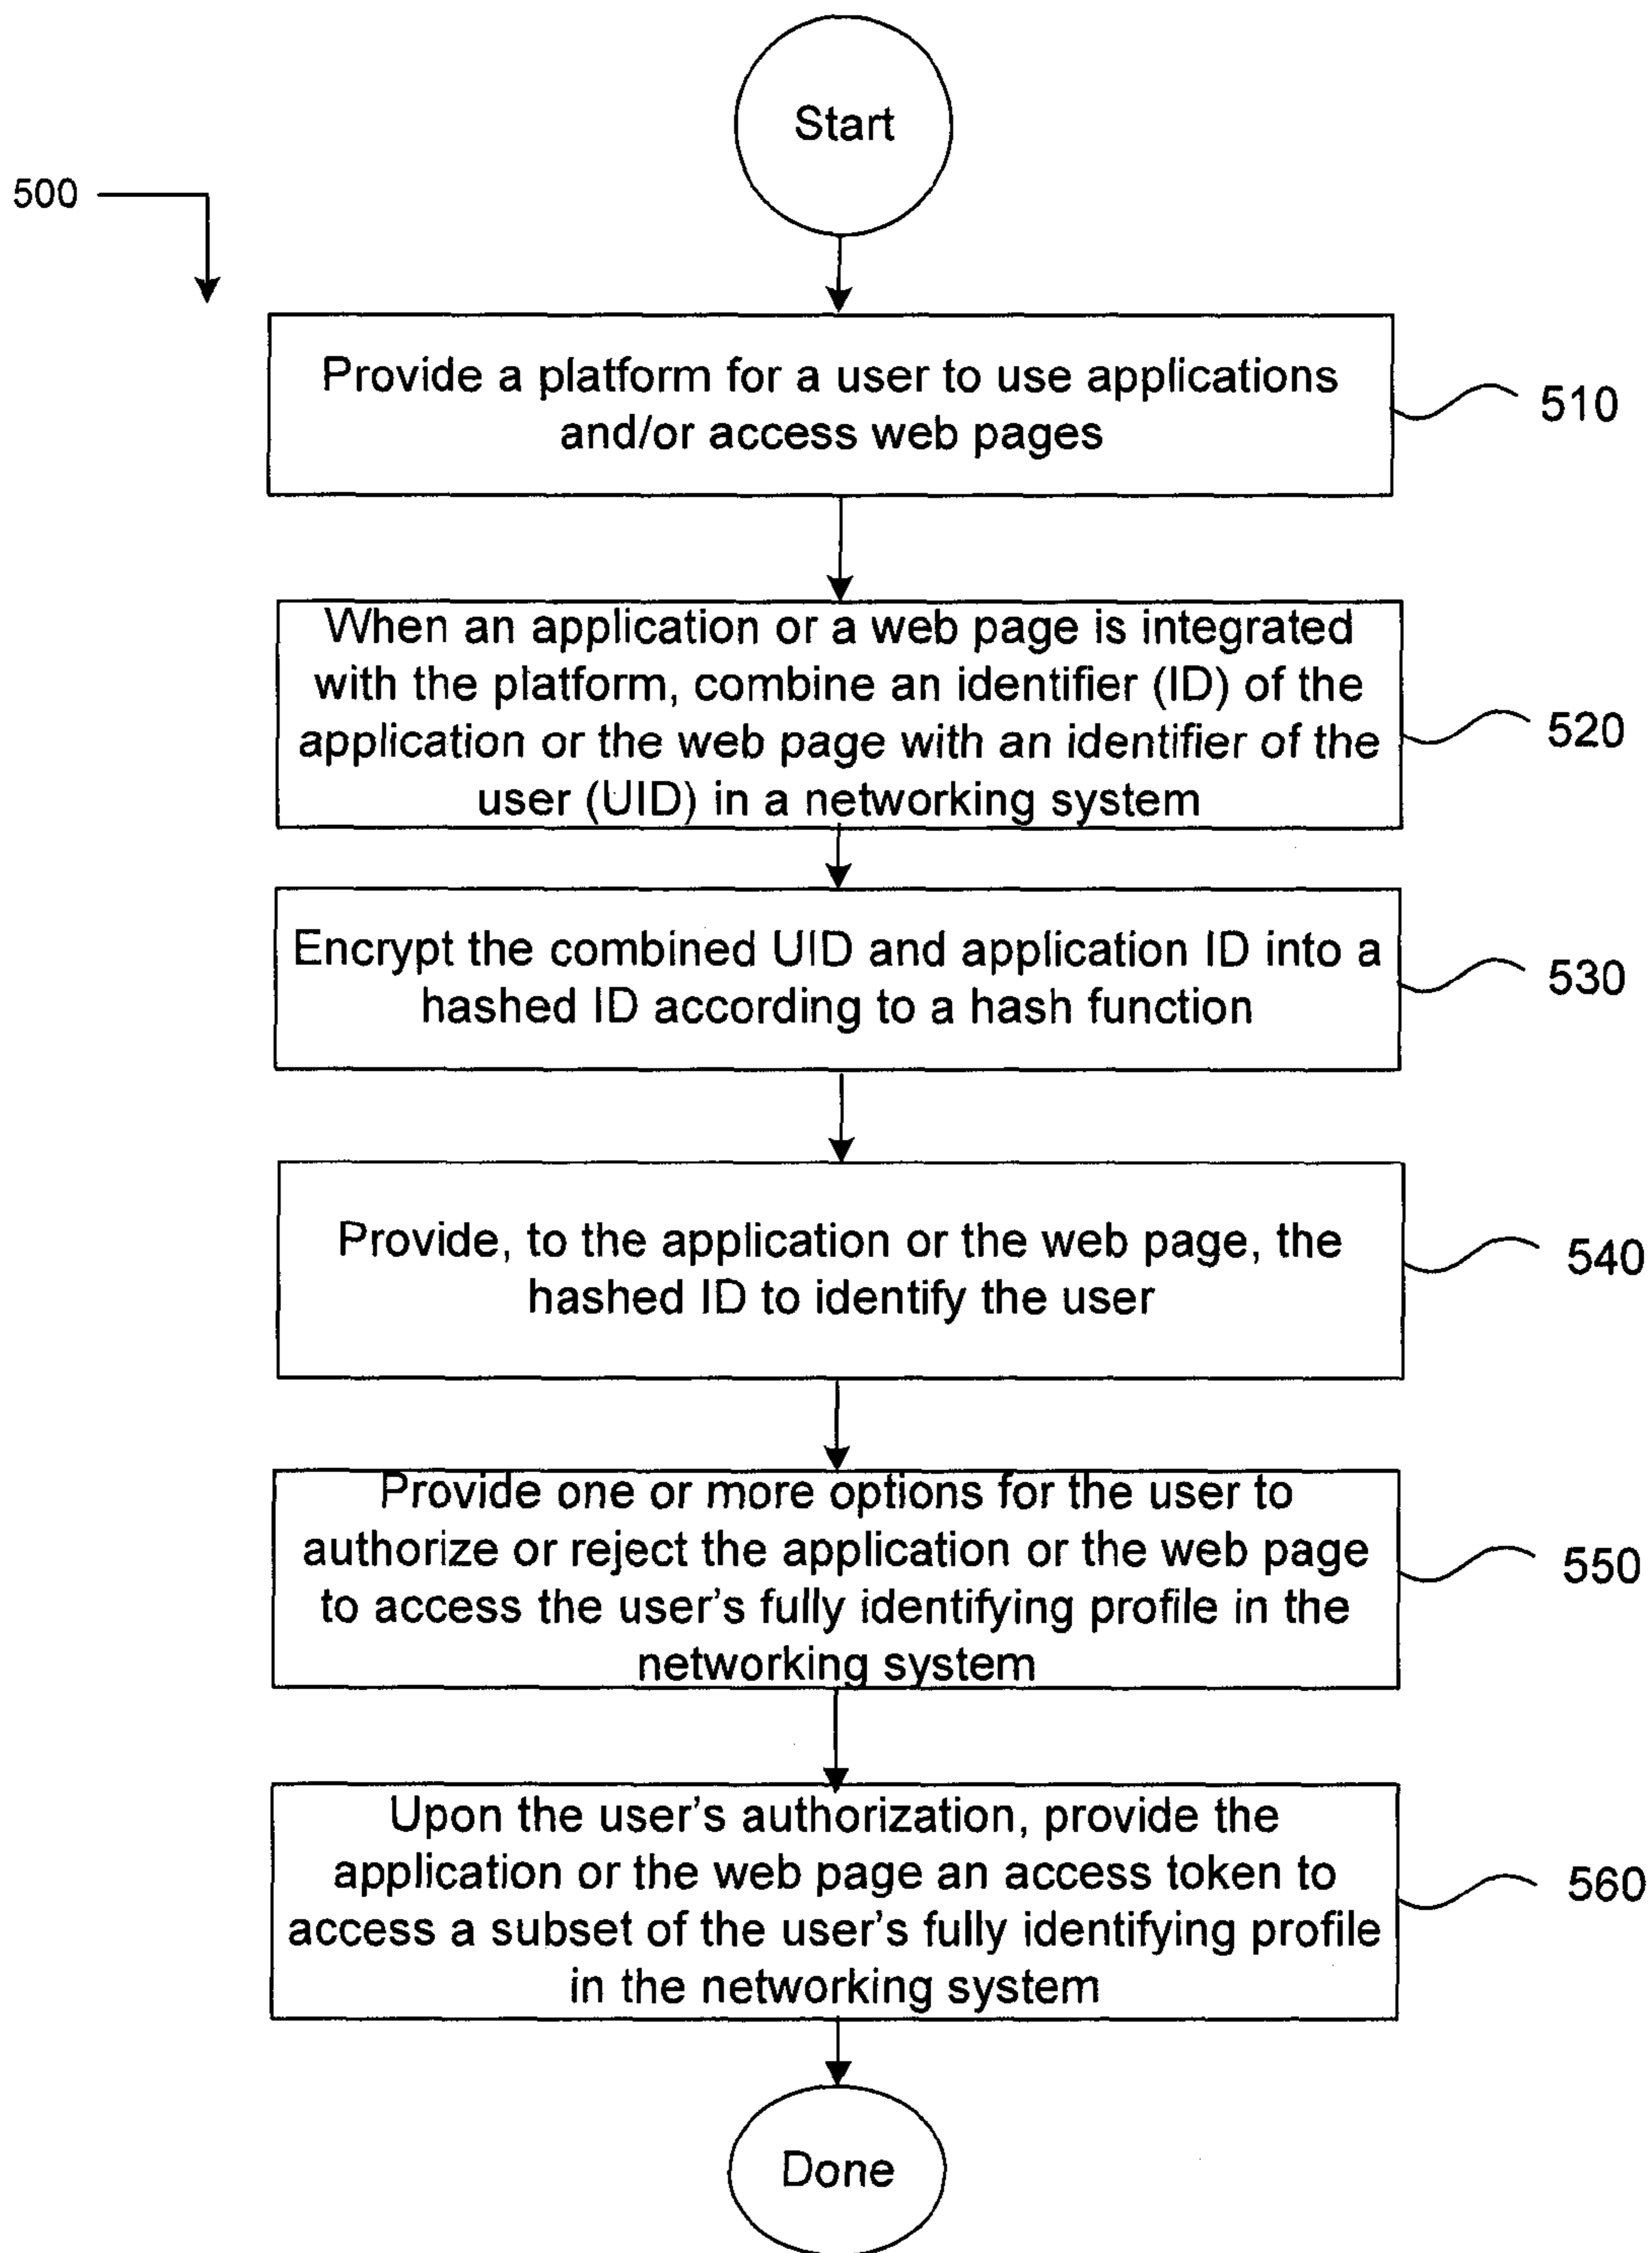 Start
500
Provide a platform for a user to use applications
and/or access web pages
510
When an application or a web page is integrated
with the platform, combine an identifier (ID) of the
application or the web page with an identifier of the
user (UID) in a networking system
520
Encrypt the combined UID and application ID into a
hashed ID according to a hash function
530
Provide, to the application or the web page, the
hashed ID to identify the user
540
Provide one or more options for the user to
authorize or reject the application or the web page
to access the user's fully identifying profile in the
networking system
550
Upon the user's authorization, provide the
application or the web page an access token to
access a subset of the user's fully identifying profile
in the networking system
560
Done